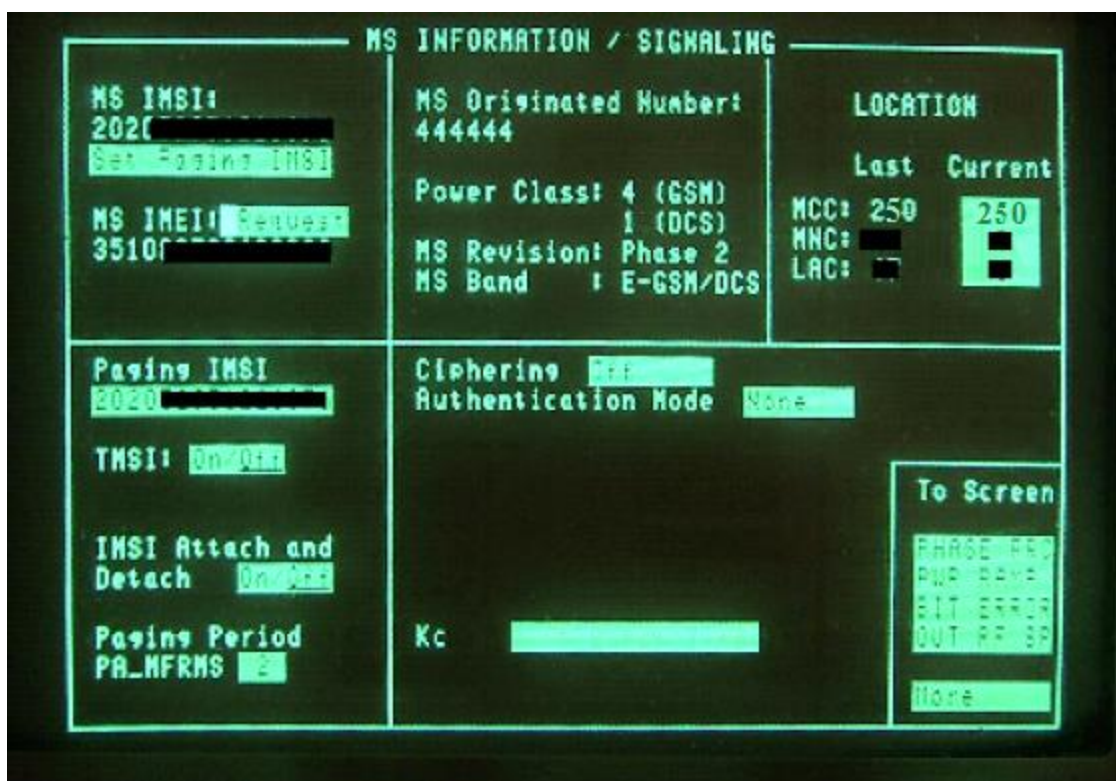 MS INFORMATION / SIGNALING
MS IMSI:
202
Set Paging IMSI
MS IMEI: Request
3510
MS Originated Number:
444444
Power Class: 4 (GSM)
1 (DCS)
MS Revision: Phase 2
MS Band : E-GSM/DCS
LOCATION
Last Current
MCC: 250 250
MNC:
LAC:
Paging IMSI
2020
TMSI: On/Off
IMSI Attach and
Detach On/Off
Paging Period
PA_MFRMS 2
Ciphering Off
Authentication Mode None
Kc
To Screen
PHASE FRQ
PWR RAMP
BIT ERROR
OUT RF SP
None